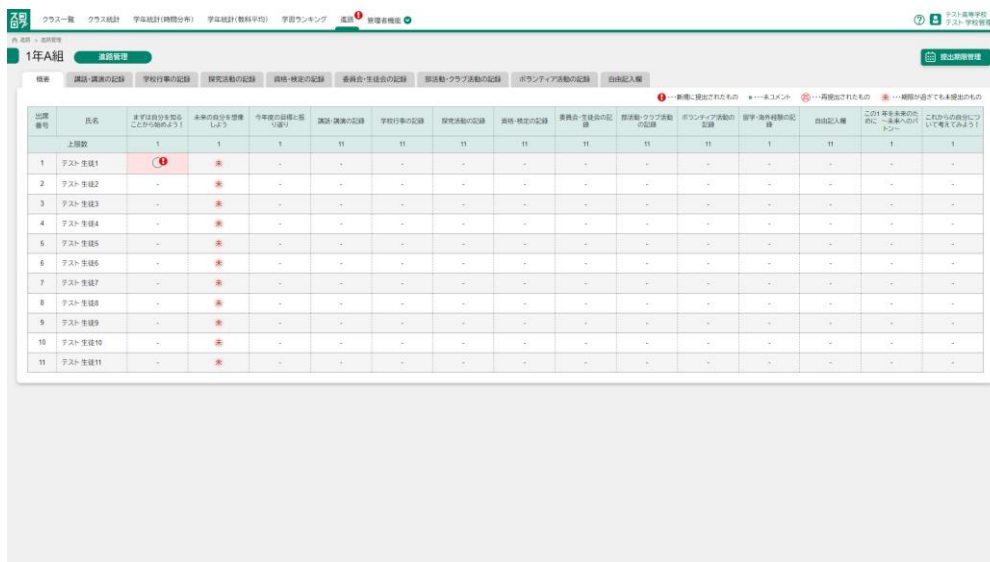 クラス一覧 クラス統計 学年統計(時間分布) 学年統計(教科平均) 学習ランキング 進路 管理者機能 テスト高等学校
テスト 学校管理
進路 > 進路管理
1年A組 進路管理 提出期限管理
概要 講話・講演の記録 学校行事の記録 探究活動の記録 資格・検定の記録 委員会・生徒会の記録 部活動・クラブ活動の記録 ボランティア活動の記録 自由記入欄
!…新規に提出されたもの ●…未コメント 再…再提出されたもの 未…期限が過ぎても未提出のもの
出席番号 氏名 まずは自分を知ることから始めよう! 未来の自分を想像しよう 今年度の目標と振り返り 講話・講演の記録 学校行事の記録 探究活動の記録 資格・検定の記録 委員会・生徒会の記録 部活動・クラブ活動の記録 ボランティア活動の記録 留学・海外経験の記録 自由記入欄 この1年を未来のために ~未来へのバトン~ これからの自分について考えてみよう!
上限数 1 1 1 11 11 11 11 11 11 11 1 11 1 1
1 テスト 生徒1 ! 未 - - - - - - - - - - - -
2 テスト 生徒2 - 未 - - - - - - - - - - - -
3 テスト 生徒3 - 未 - - - - - - - - - - - -
4 テスト 生徒4 - 未 - - - - - - - - - - - -
5 テスト 生徒5 - 未 - - - - - - - - - - - -
6 テスト 生徒6 - 未 - - - - - - - - - - - -
7 テスト 生徒7 - 未 - - - - - - - - - - - -
8 テスト 生徒8 - 未 - - - - - - - - - - - -
9 テスト 生徒9 - 未 - - - - - - - - - - - -
10 テスト 生徒10 - 未 - - - - - - - - - - - -
11 テスト 生徒11 - 未 - - - - - - - - - - - -